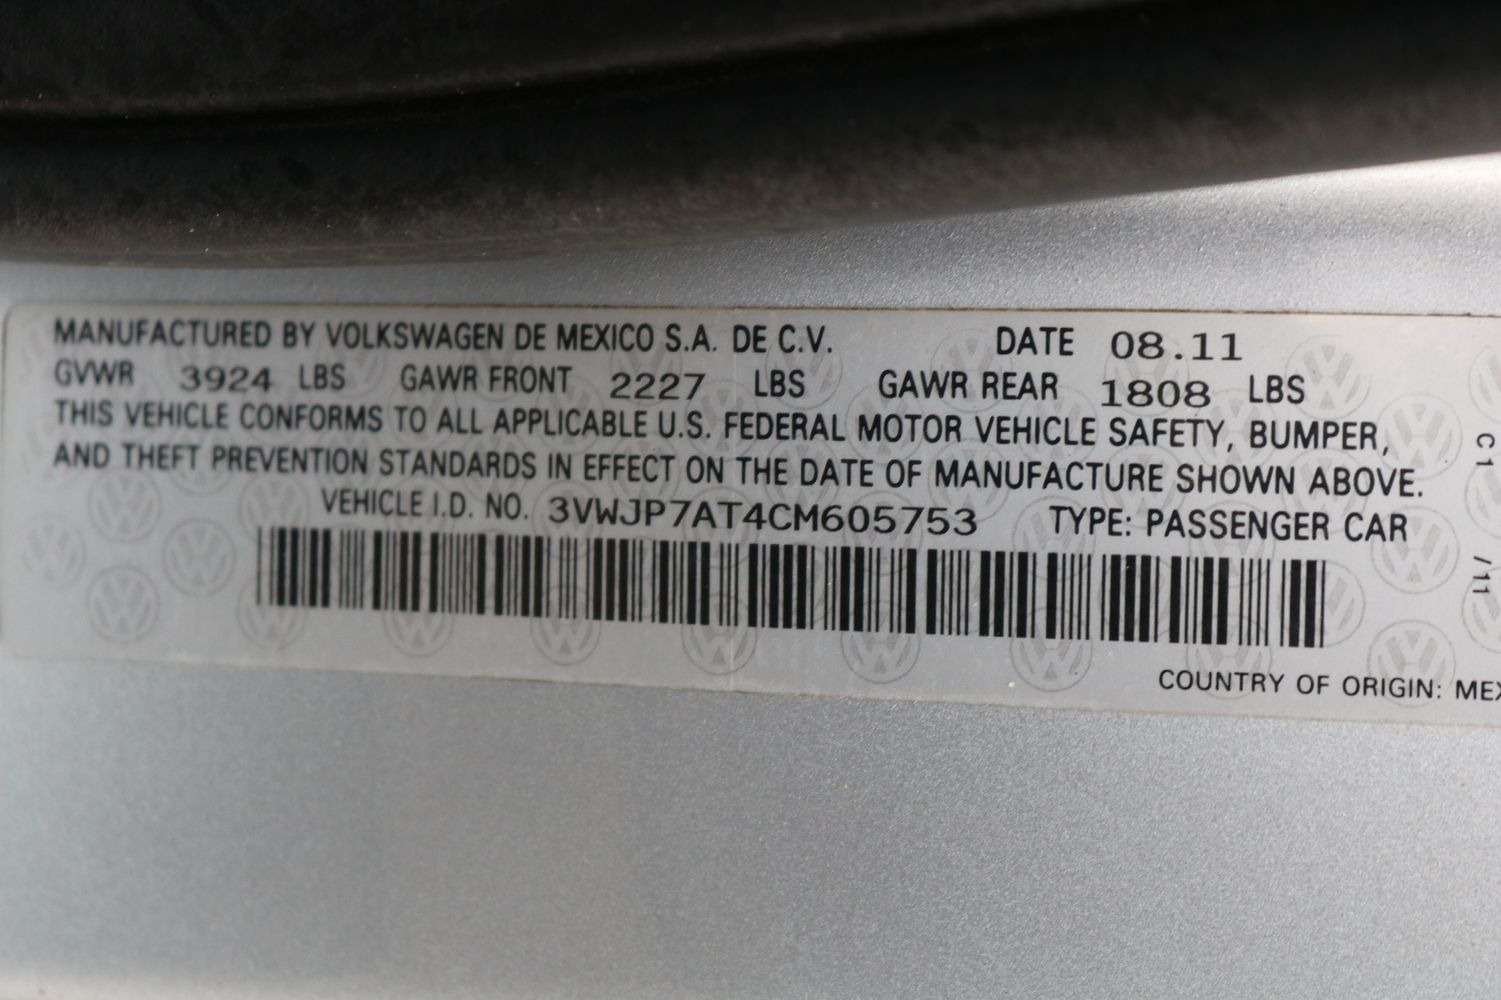 MANUFACTURED BY VOLKSWAGEN DE MEXICO S.A. DE C.V. DATE 08.11
GVWR 3924 LBS GAWR FRONT 2227 LBS GAWR REAR 1808 LBS
THIS VEHICLE CONFORMS TO ALL APPLICABLE U.S. FEDERAL MOTOR VEHICLE SAFETY, BUMPER,
AND THEFT PREVENTION STANDARDS IN EFFECT ON THE DATE OF MANUFACTURE SHOWN ABOVE.
VEHICLE I.D. NO. 3VWJP7AT4CM605753 TYPE: PASSENGER CAR
COUNTRY OF ORIGIN:
C1 /11